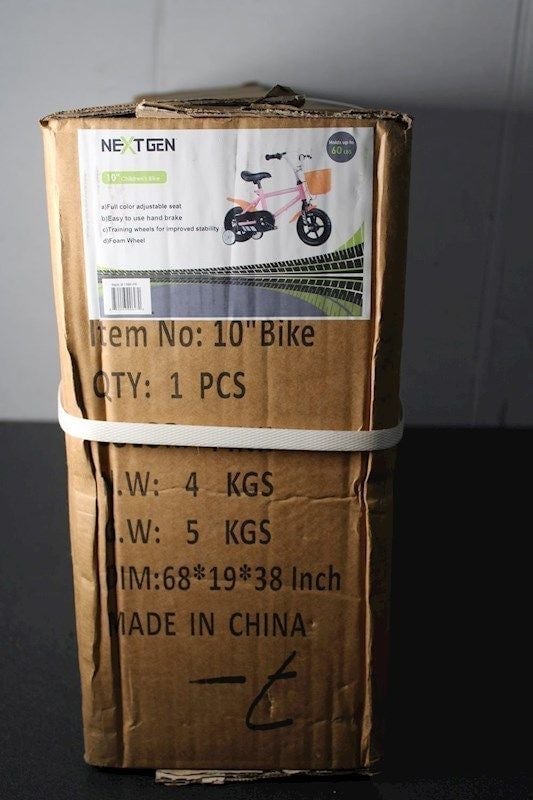 NEXTGEN
Holds up to
60 LBS
10" Children's Bike
a)Full color adjustable seat
b)Easy to use hand brake
c)Training wheels for improved stability
d)Foam Wheel
Item No: 10"Bike
QTY: 1 PCS
.W: 4 KGS
.W: 5 KGS
DIM:68*19*38 Inch
MADE IN CHINA